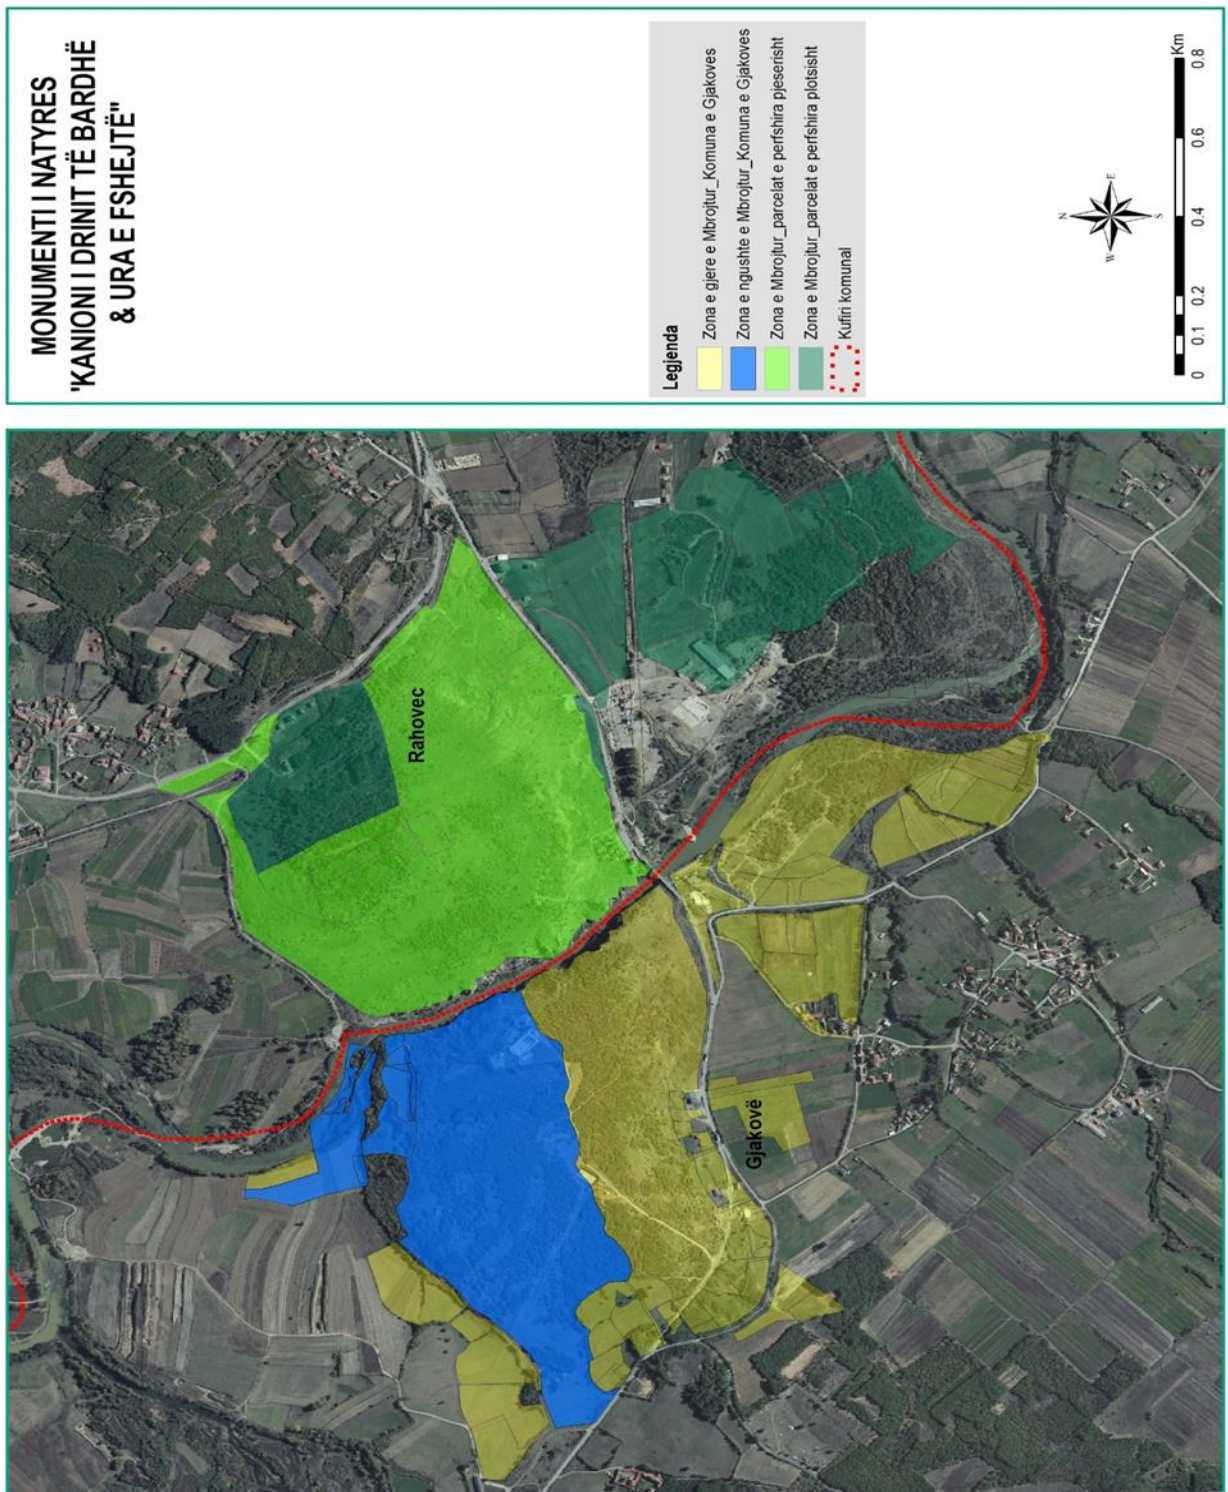 MONUMENTI I NATYRES
'KANIONI I DRINIT TË BARDHË
& URA E FSHEJTË"
Legjenda
Zona e gjere e Mbrojtur_Komuna e Gjakoves
Zona e ngushte e Mbrojtur_Komuna e Gjakoves
Zona e Mbrojtur_parcelat e perfshira pjeserisht
Zona e Mbrojtur_parcelat e perfshira plotsisht
Kufiri komunal
N
W E
S
Km
0 0.1 0.2 0.4 0.6 0.8
Rahovec
Gjakovë